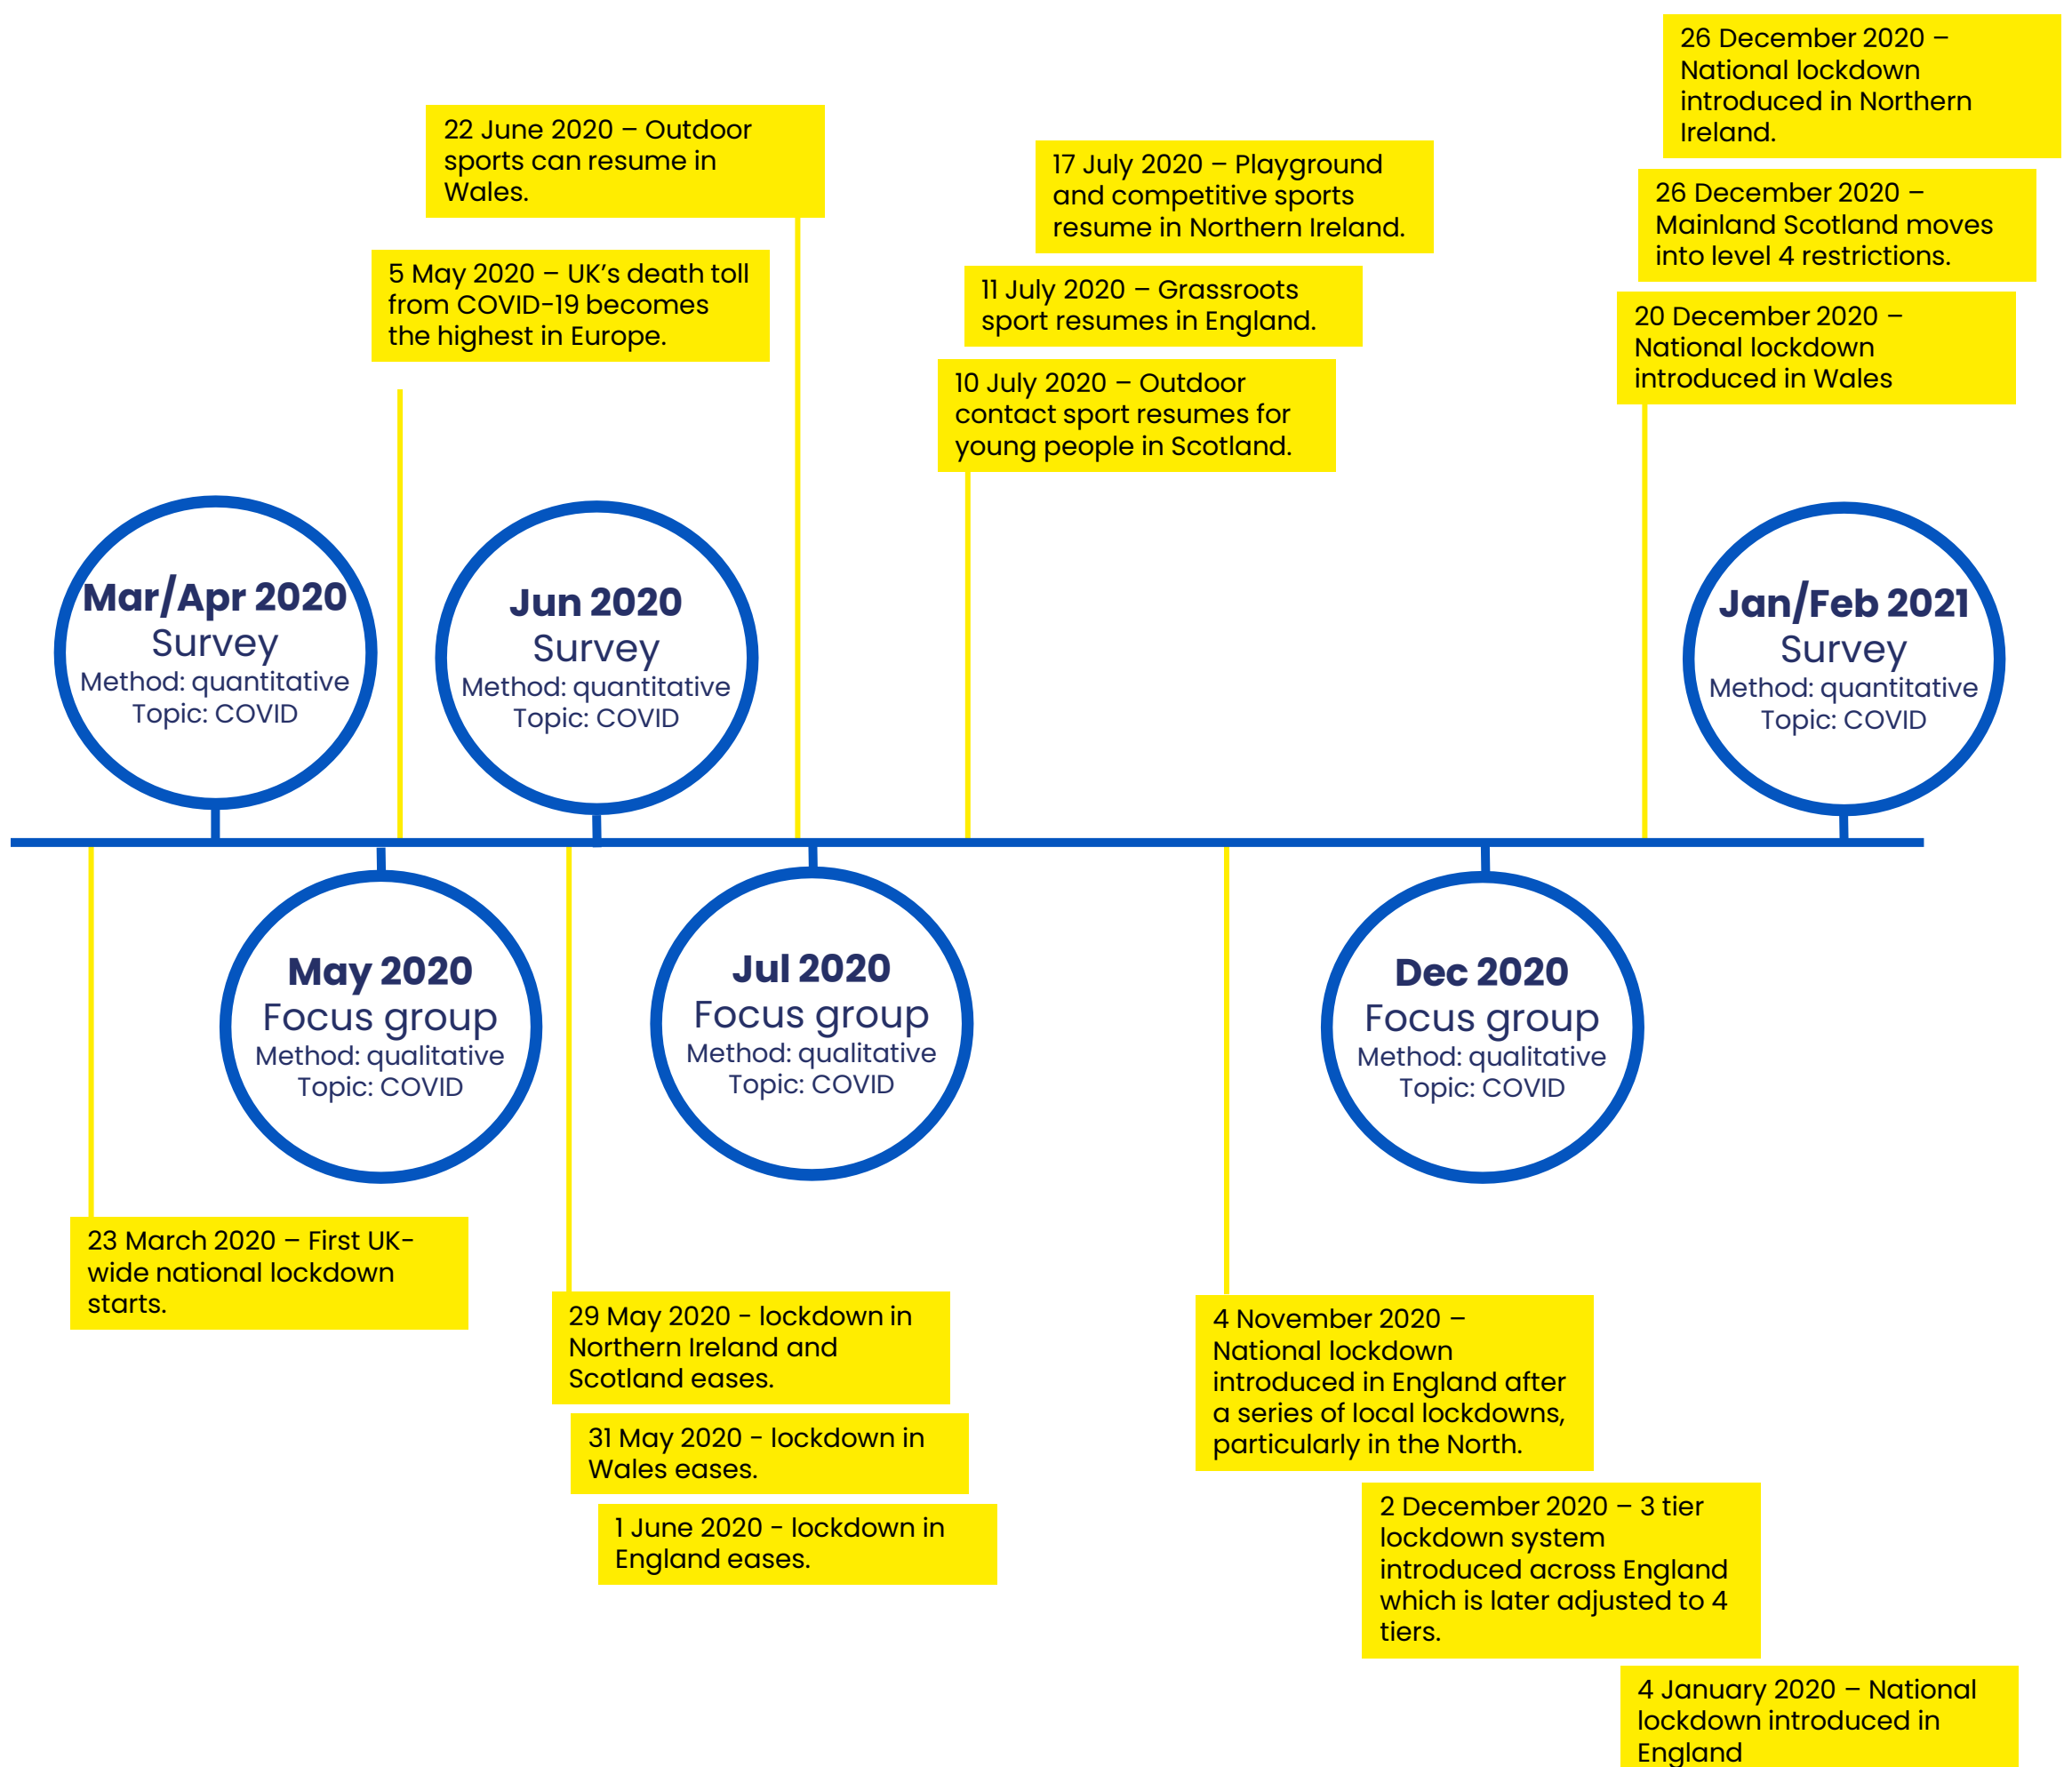 26 December 2020 –
National lockdown
introduced in Northern
Ireland.
22 June 2020 – Outdoor
sports can resume in
Wales.
17 July 2020 – Playground
and competitive sports
resume in Northern Ireland.
26 December 2020 –
Mainland Scotland moves
into level 4 restrictions.
5 May 2020 – UK’s death toll
from COVID-19 becomes
the highest in Europe.
11 July 2020 – Grassroots
sport resumes in England.
20 December 2020 –
National lockdown
introduced in Wales
10 July 2020 – Outdoor
contact sport resumes for
young people in Scotland.
Mar/Apr 2020
Survey
Method: quantitative
Topic: COVID
Jun 2020
Survey
Method: quantitative
Topic: COVID
Jan/Feb 2021
Survey
Method: quantitative
Topic: COVID
May 2020
Focus group
Method: qualitative
Topic: COVID
Jul 2020
Focus group
Method: qualitative
Topic: COVID
Dec 2020
Focus group
Method: qualitative
Topic: COVID
23 March 2020 – First UK-
wide national lockdown
starts.
29 May 2020 - lockdown in
Northern Ireland and
Scotland eases.
31 May 2020 - lockdown in
Wales eases.
1 June 2020 - lockdown in
England eases.
4 November 2020 –
National lockdown
introduced in England after
a series of local lockdowns,
particularly in the North.
2 December 2020 – 3 tier
lockdown system
introduced across England
which is later adjusted to 4
tiers.
4 January 2020 – National
lockdown introduced in
England